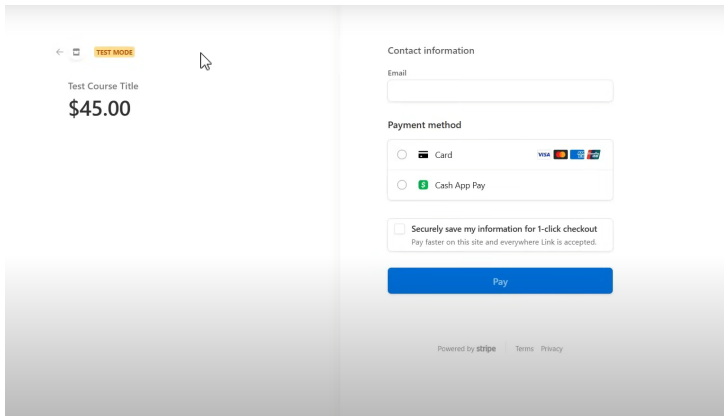 TEST MODE
Test Course Title
$45.00
Contact information
Email
Payment method
Card VISA
$ Cash App Pay
Securely save my information for 1-click checkout
Pay faster on this site and everywhere Link is accepted.
Pay
Powered by stripe Terms Privacy